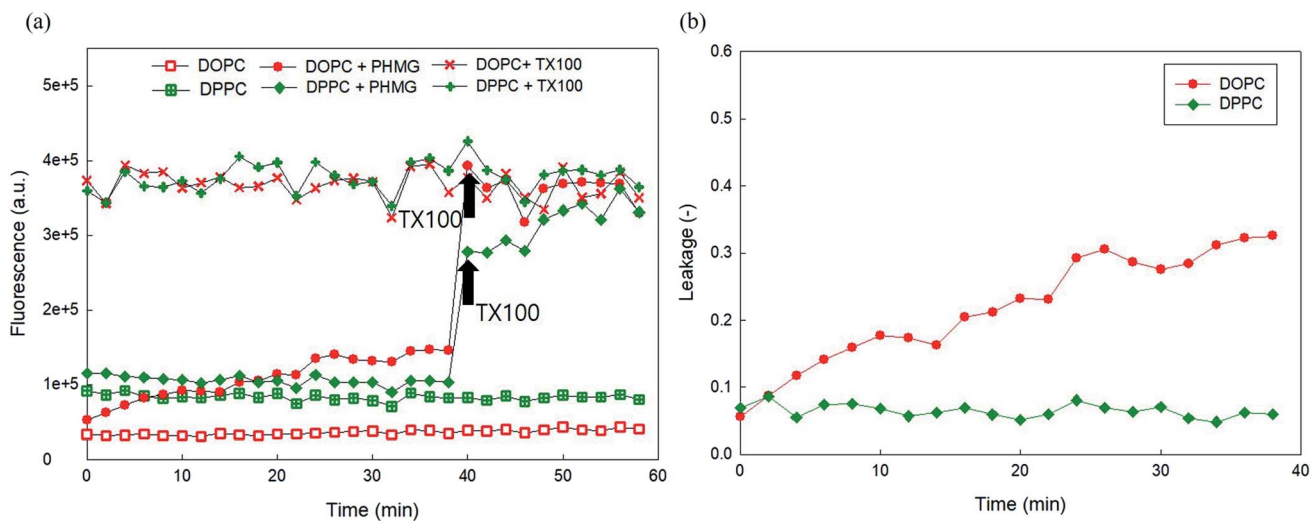 (a)
Fluorescence (a.u.)
5e+5
4e+5
3e+5
2e+5
1e+5
0
DOPC DOPC + PHMG DOPC+ TX100
DPPC DPPC + PHMG DPPC + TX100
TX100
TX100
0 10 20 30 40 50 60
Time (min)
(b)
Leakage (-)
0.6
0.5
0.4
0.3
0.2
0.1
0.0
DOPC
DPPC
0 10 20 30 40
Time (min)